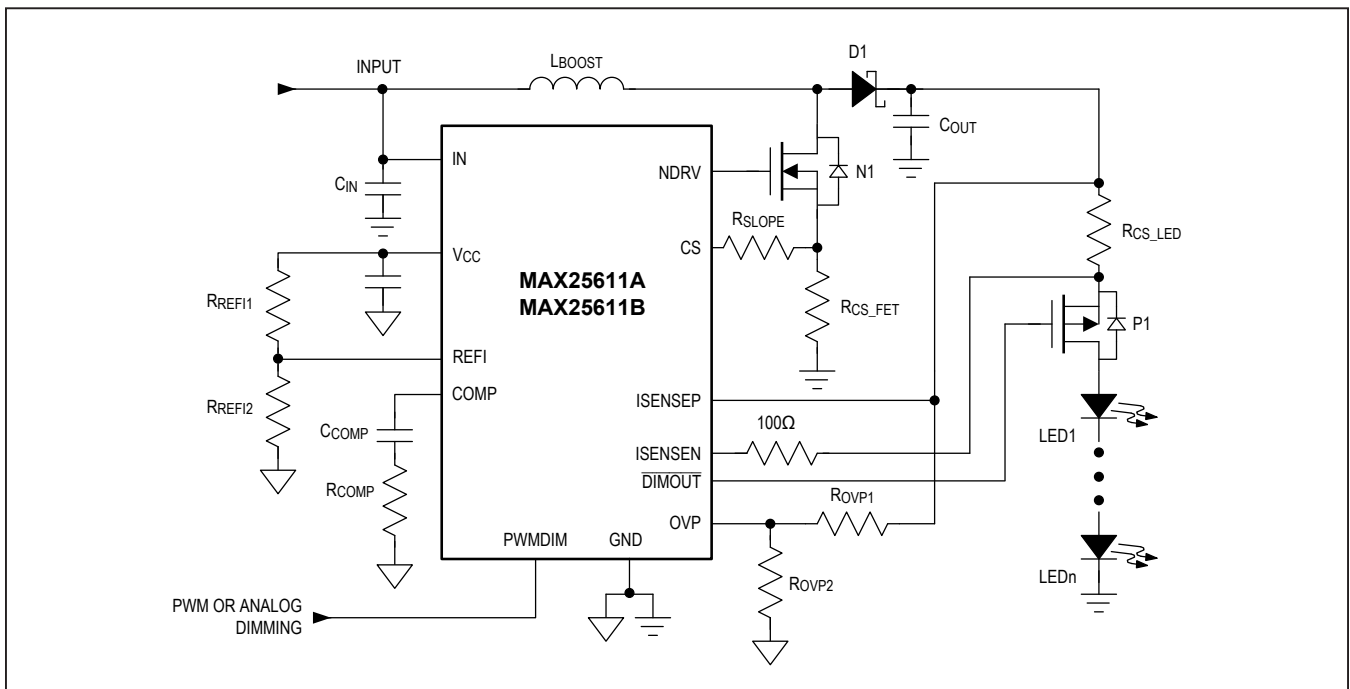 D1
LBOOST
INPUT
COUT
IN
NDRV
N1
CIN
RSLOPE
RCS_LED
CS
VCC
MAX25611A
MAX25611B
RREFI1
RCS_FET
P1
REFI
COMP
RREFI2
ISENSEP
CCOMP
100Ω
LED1
ISENSEN
DIMOUT
RCOMP
ROVP1
OVP
PWMDIM
GND
ROVP2
LEDn
PWM OR ANALOG
DIMMING